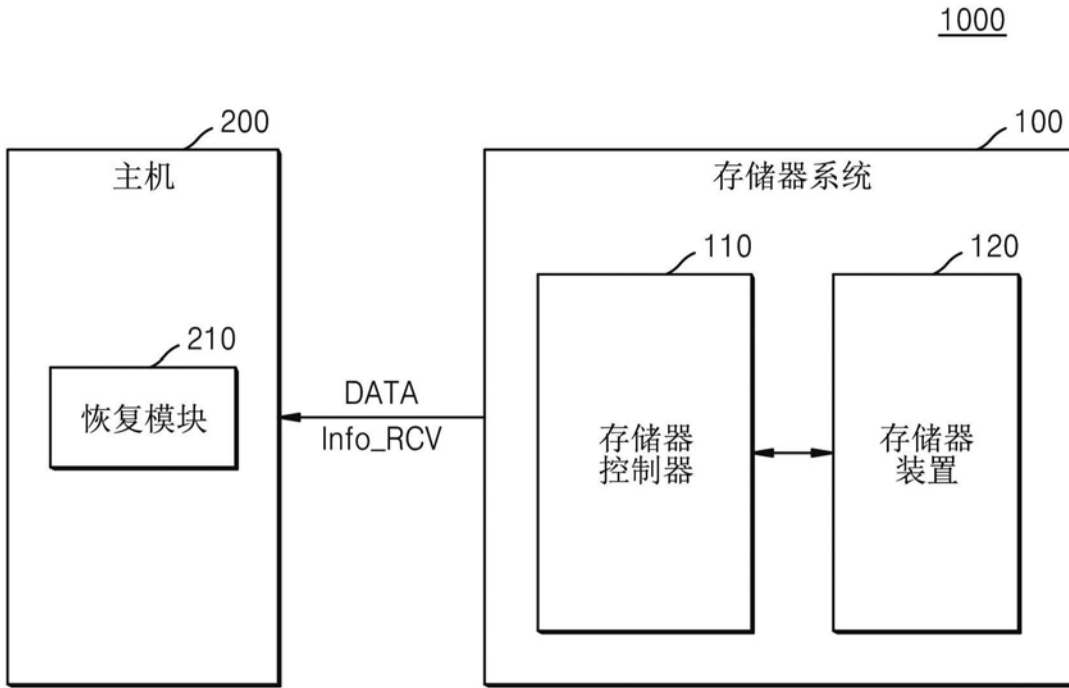 1000
200
100
主机
存储器系统
110
120
210
恢复模块
DATA
Info_RCV
存储器
控制器
存储器
装置